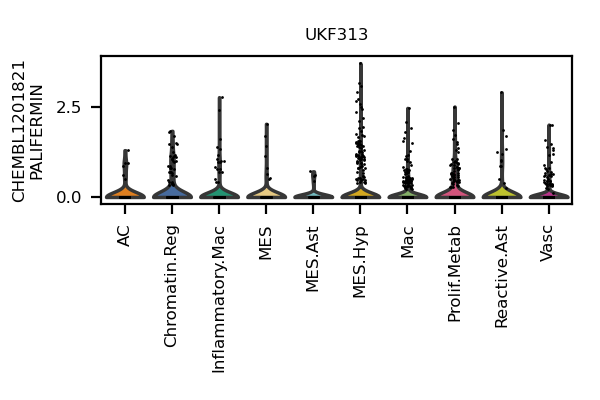 UKF313
CHEMBL1201821
PALIFERMIN
2.5
0.0
AC
Chromatin.Reg
Inflammatory.Mac
MES
MES.Ast
MES.Hyp
Mac
Prolif.Metab
Reactive.Ast
Vasc